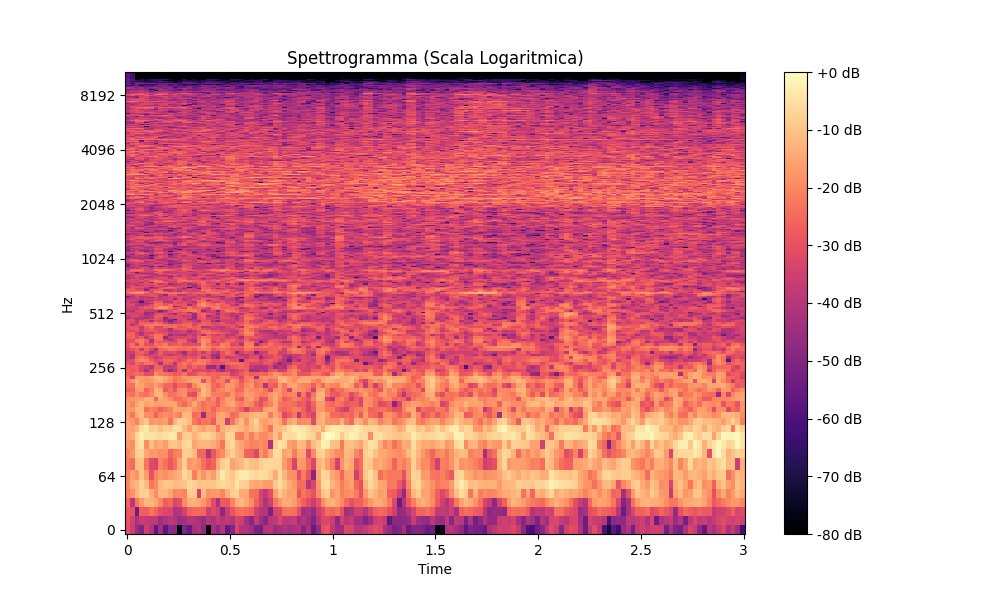 Spettrogramma (Scala Logaritmica)
Hz
8192
4096
2048
1024
512
256
128
64
0
0
0.5
1
1.5
2
2.5
3
Time
+0 dB
-10 dB
-20 dB
-30 dB
-40 dB
-50 dB
-60 dB
-70 dB
-80 dB